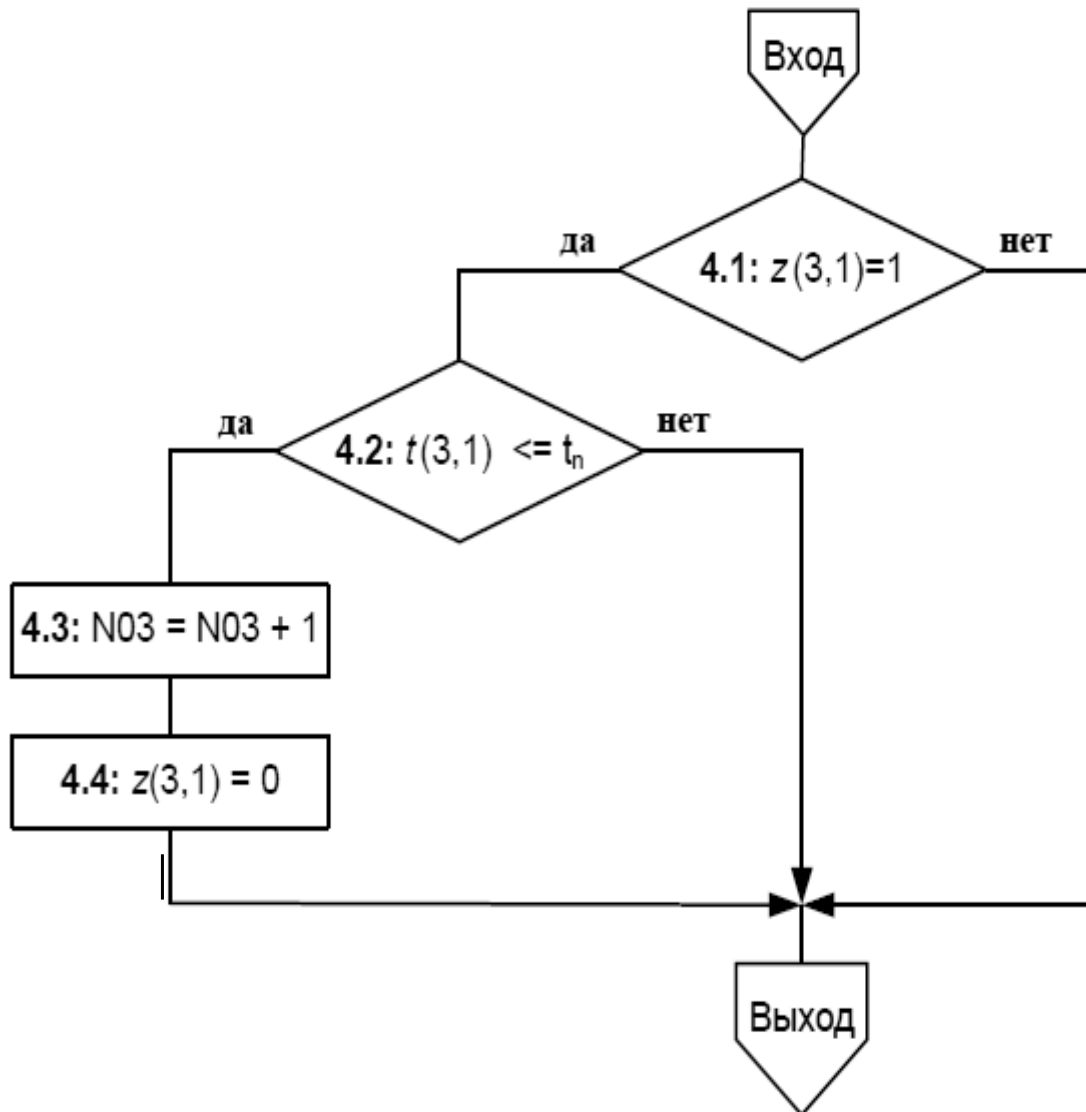 Вход
да
4.1: z(3,1)=1
нет
да
4.2: t(3,1) <= tn
нет
4.3: N03 = N03 + 1
4.4: z(3,1) = 0
Выход